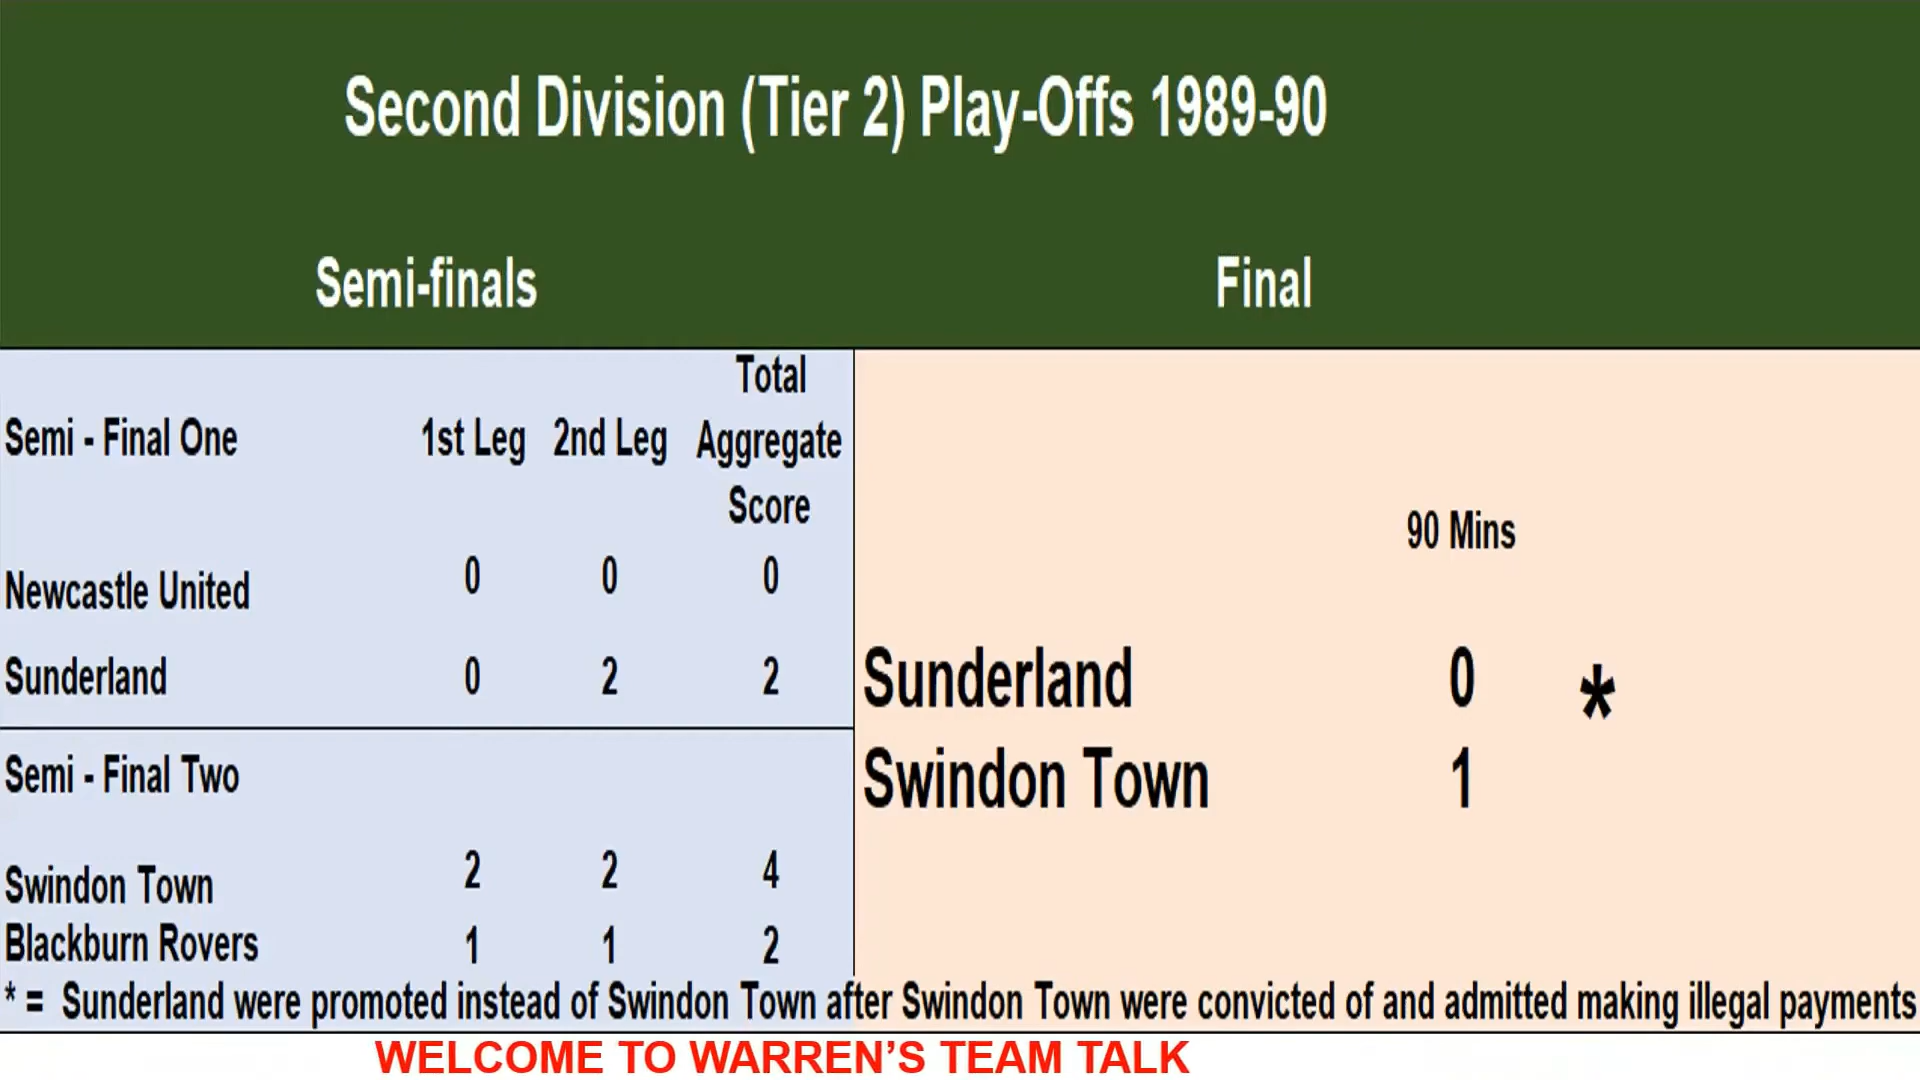 Second Division (Tier 2) Play-Offs 1989-90
Semi-finals Final
Semi - Final One 1st Leg 2nd Leg Total Aggregate Score
90 Mins
Newcastle United 0 0 0
Sunderland 0 2 2
Sunderland 0 *
Semi - Final Two
Swindon Town 1
Swindon Town 2 2 4
Blackburn Rovers 1 1 2
* = Sunderland were promoted instead of Swindon Town after Swindon Town were convicted of and admitted making illegal payments
WELCOME TO WARREN’S TEAM TALK